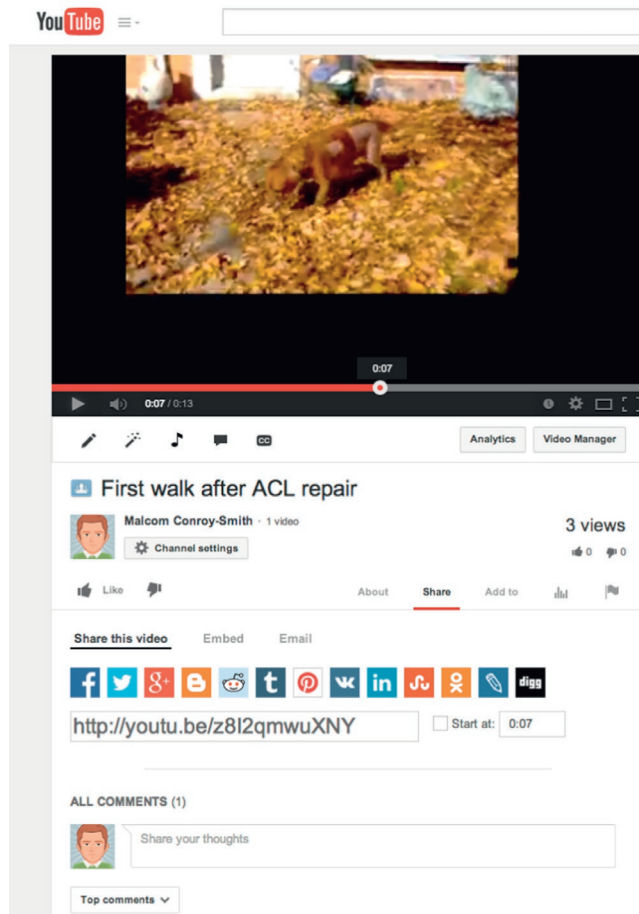 YouTube
0:07
0:07 / 0:13
CC
Analytics
Video Manager
First walk after ACL repair
Malcom Conroy-Smith · 1 video
3 views
Channel settings
0
0
Like
About
Share
Add to
Share this video
Embed
Email
digg
http://youtu.be/z8I2qmwuXNY
Start at:
0:07
ALL COMMENTS (1)
Share your thoughts
Top comments